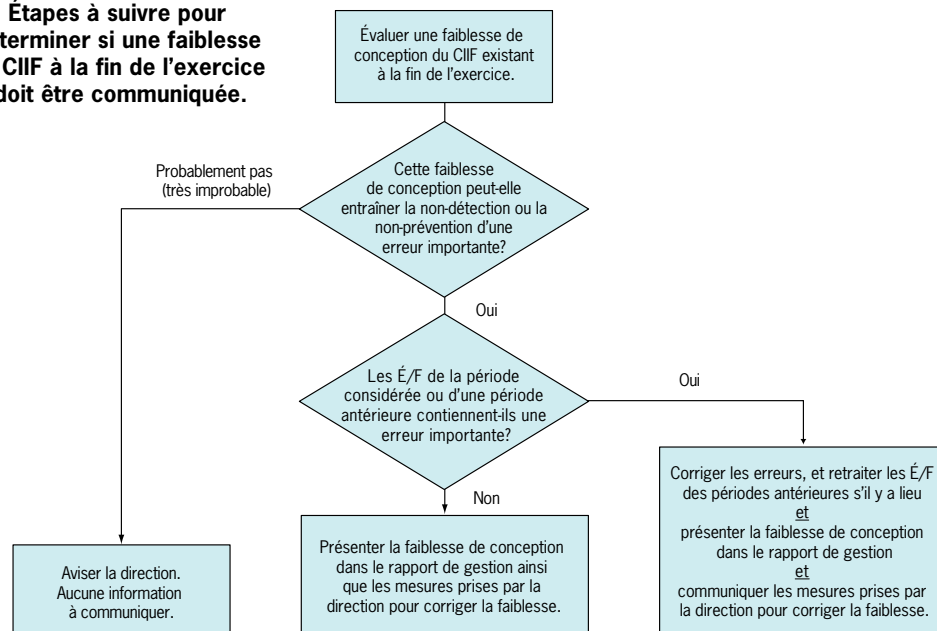 Étapes à suivre pour
terminer si une faiblesse
CIIF à la fin de l'exercice
doit être communiquée.
Évaluer une faiblesse de
conception du CIIF existant
à la fin de l'exercice.
Probablement pas
(très improbable)
Cette faiblesse
de conception peut-elle
entraîner la non-détection ou la
non-prévention d'une
erreur importante?
Oui
Les É/F de la période
considérée ou d'une période
antérieure contiennent-ils une
erreur importante?
Oui
Non
Aviser la direction.
Aucune information
à communiquer.
Présenter la faiblesse de conception
dans le rapport de gestion ainsi
que les mesures prises par la
direction pour corriger la faiblesse.
Corriger les erreurs, et retraiter les É/F
des périodes antérieures s'il y a lieu
et
présenter la faiblesse de conception
dans le rapport de gestion
et
communiquer les mesures prises par
la direction pour corriger la faiblesse.